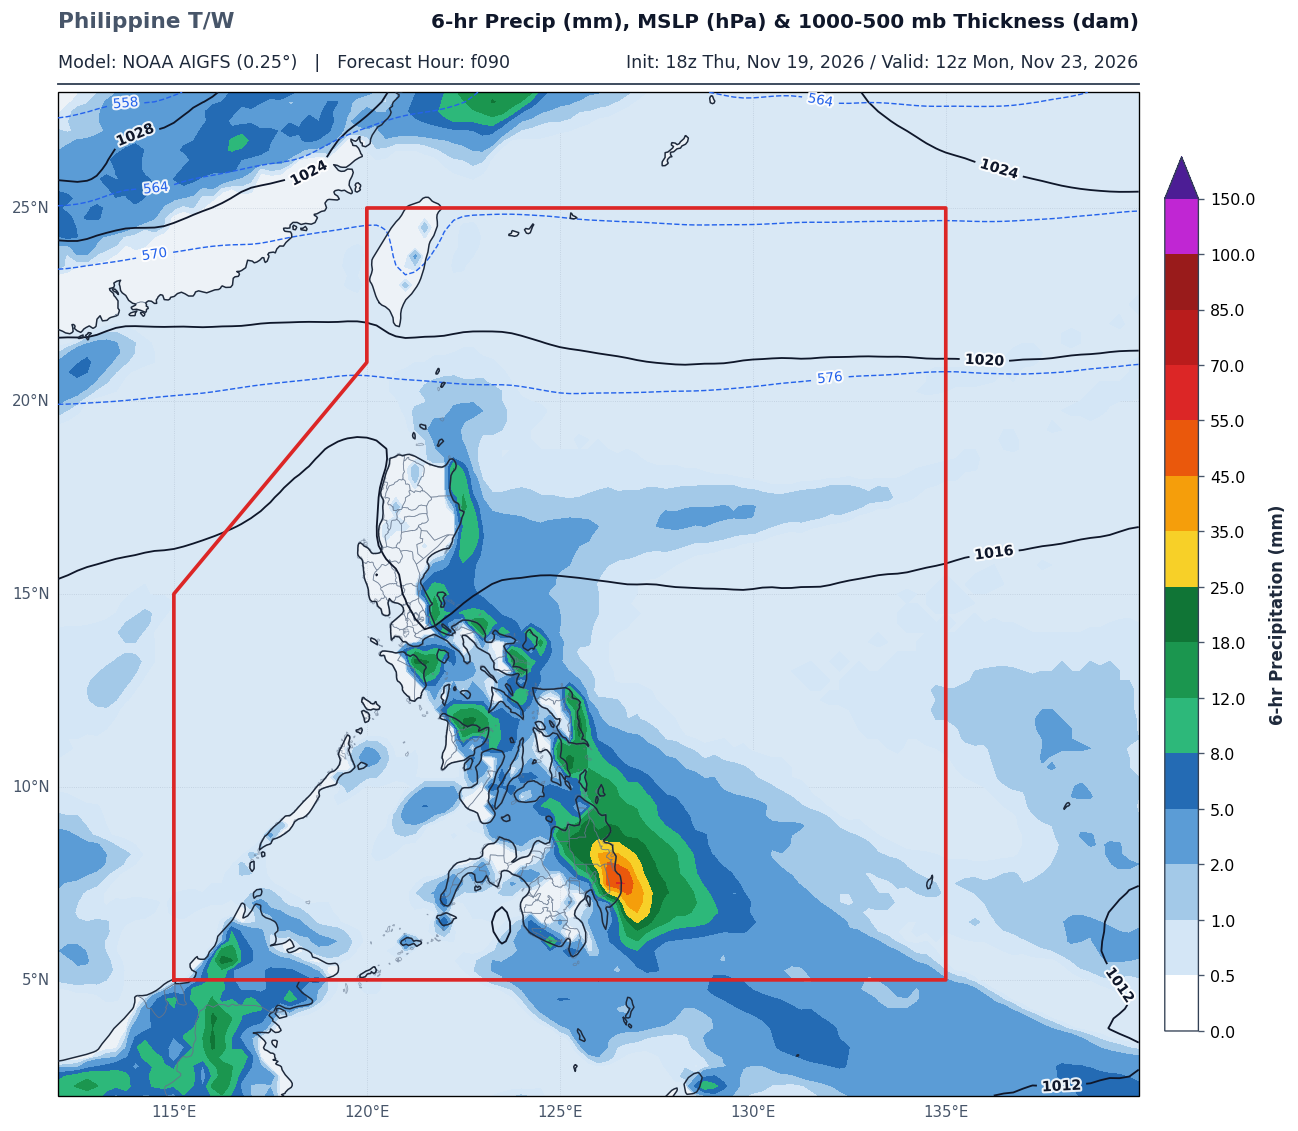 Philippine T/W
6-hr Precip (mm), MSLP (hPa) & 1000-500 mb Thickness (dam)
Model: NOAA AIGFS (0.25°) | Forecast Hour: f090
Init: 18z Thu, Nov 19, 2026 / Valid: 12z Mon, Nov 23, 2026
558
564
1028
1024
1024
564
570
25°N
1020
576
20°N
1016
15°N
10°N
5°N
1012
1012
115°E
120°E
125°E
130°E
135°E
150.0
100.0
85.0
70.0
55.0
45.0
35.0
25.0
18.0
12.0
8.0
5.0
2.0
1.0
0.5
0.0
6-hr Precipitation (mm)